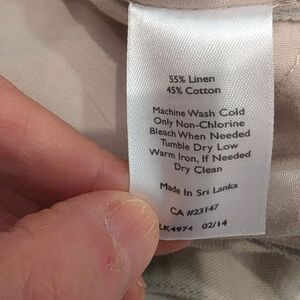 55% Linen
45% Cotton
Machine Wash Cold
Only Non-Chlorine
Bleach When Needed
Tumble Dry Low
Warm Iron, If Needed
Dry Clean
Made In Sri Lanka
CA #23147
LK4974 02/14